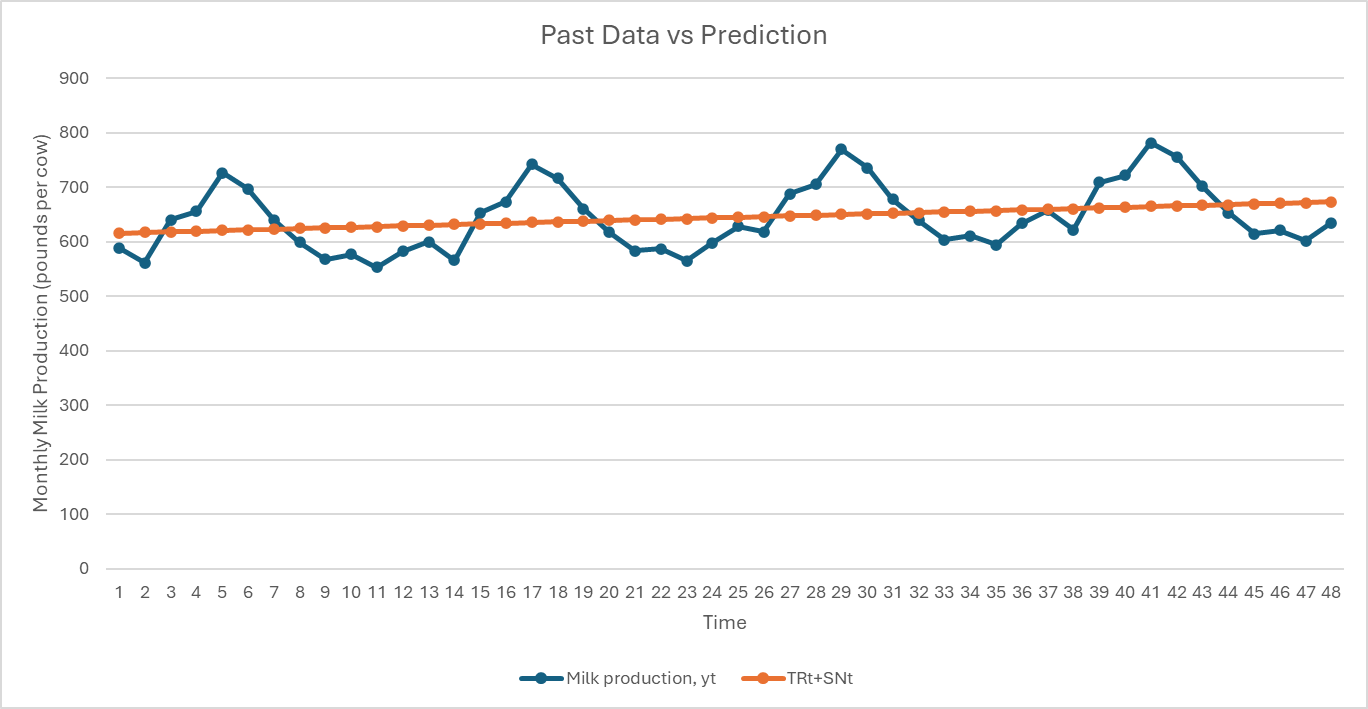 Past Data vs Prediction
Monthly Milk Production (pounds per cow)
900
800
700
600
500
400
300
200
100
0
1 2 3 4 5 6 7 8 9 10 11 12 13 14 15 16 17 18 19 20 21 22 23 24 25 26 27 28 29 30 31 32 33 34 35 36 37 38 39 40 41 42 43 44 45 46 47 48
Time
Milk production, yt TRt+SNt